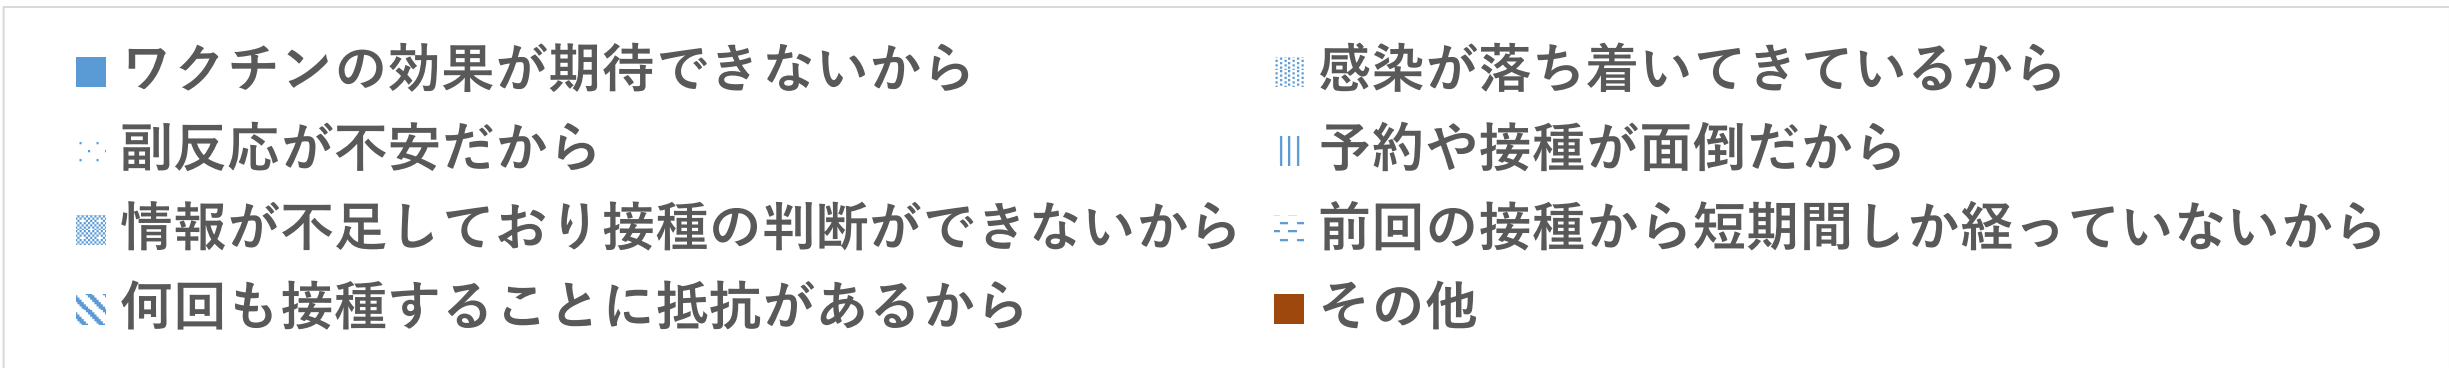 ワクチンの効果が期待できないから
感染が落ち着いてきているから
副反応が不安だから
予約や接種が面倒だから
情報が不足しており接種の判断ができないから
前回の接種から短期間しか経っていないから
何回も接種することに抵抗があるから
その他